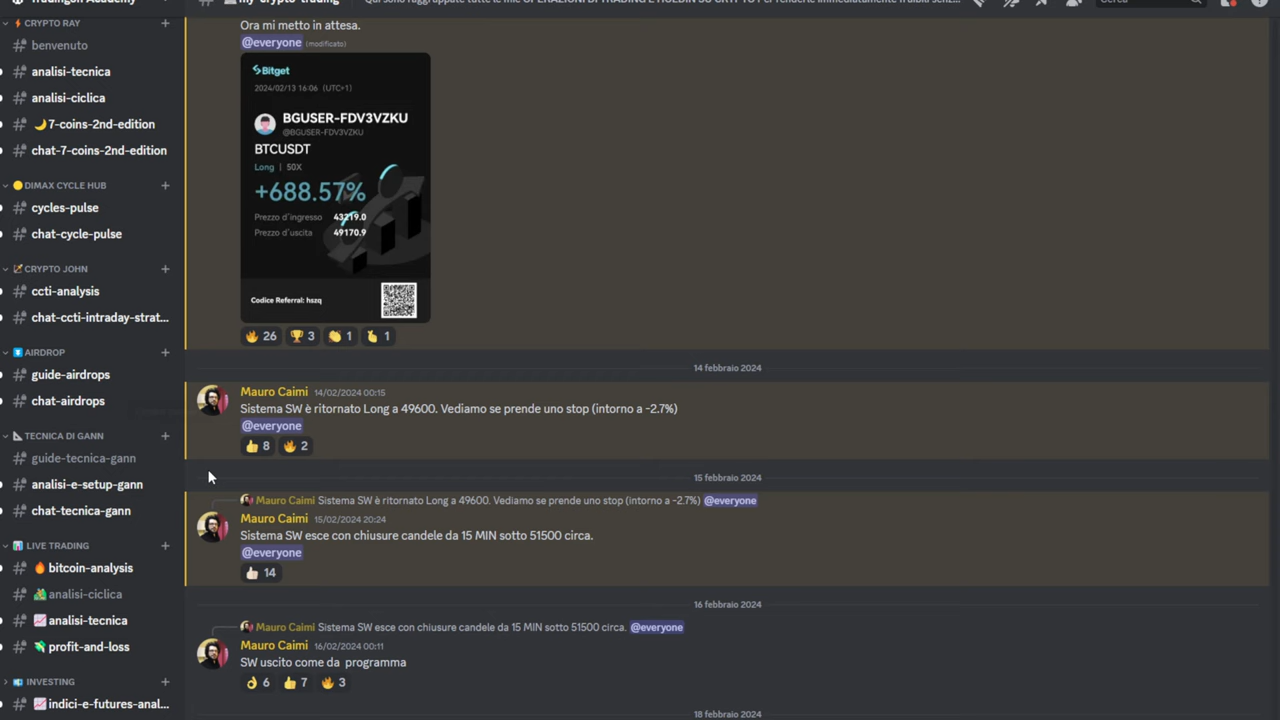 CRYPTO RAY
benvenuto
analisi-tecnica
analisi-ciclica
🌙7-coins-2nd-edition
chat-7-coins-2nd-edition
DIMAX CYCLE HUB
cycles-pulse
chat-cycle-pulse
CRYPTO JOHN
ccti-analysis
chat-ccti-intraday-strat...
AIRDROP
guide-airdrops
chat-airdrops
TECNICA DI GANN
guide-tecnica-gann
analisi-e-setup-gann
chat-tecnica-gann
LIVE TRADING
🔥bitcoin-analysis
analisi-ciclica
📈analisi-tecnica
💸profit-and-loss
INVESTING
📈indici-e-futures-anal...
Ora mi metto in attesa.
@everyone (modificato)
Bitget
2024/02/13 16:06 (UTC+1)
BGUSER-FDV3VZKU
@BGUSER-FDV3VZKU
BTCUSDT
Long | 50X
+688.57%
Prezzo d'ingresso 43219.0
Prezzo d'uscita 49170.9
Codice Referral: hszq
🔥 26 🏆 3 👏 1 🫰 1
14 febbraio 2024
Mauro Caimi 14/02/2024 00:15
Sistema SW è ritornato Long a 49600. Vediamo se prende uno stop (intorno a -2.7%)
@everyone
👍 8 🔥 2
15 febbraio 2024
Mauro Caimi Sistema SW è ritornato Long a 49600. Vediamo se prende uno stop (intorno a -2.7%) @everyone
Mauro Caimi 15/02/2024 20:24
Sistema SW esce con chiusure candele da 15 MIN sotto 51500 circa.
@everyone
👍🏻 14
16 febbraio 2024
Mauro Caimi Sistema SW esce con chiusure candele da 15 MIN sotto 51500 circa. @everyone
Mauro Caimi 16/02/2024 00:11
SW uscito come da programma
👌 6 👍 7 🔥 3
18 febbraio 2024